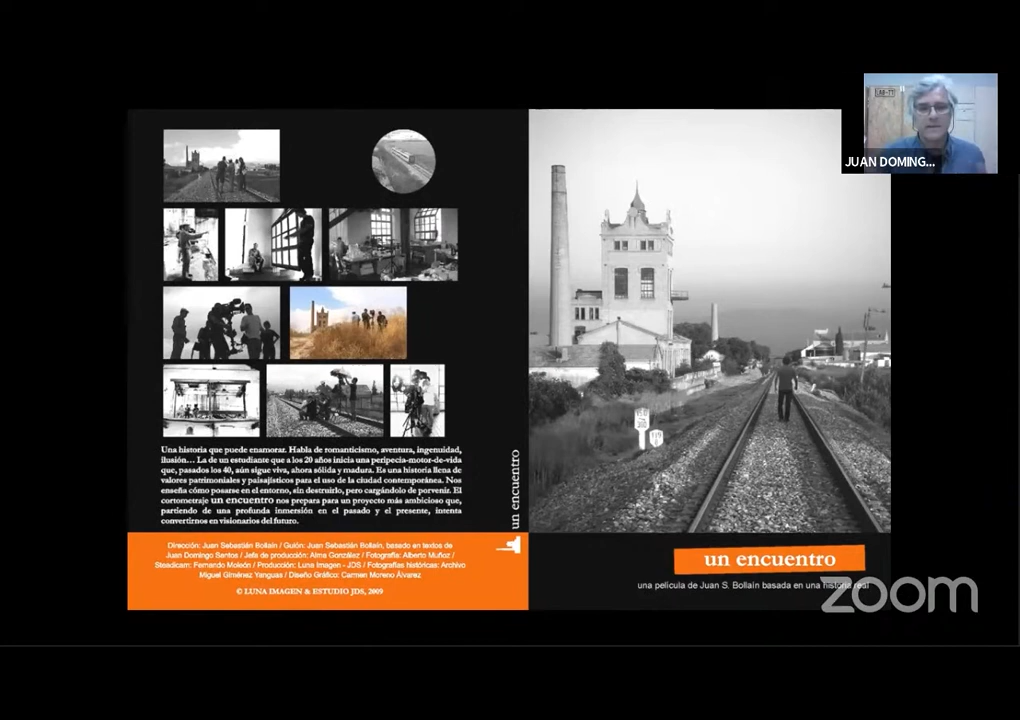 JUAN DOMING...
Una historia que puede enamorar. Habla de romanticismo, aventura, ingenuidad,
ilusión… La de un estudiante que a los 20 años inicia una peripecia-motor-de-vida
que, pasados los 40, aún sigue viva, ahora sólida y madura. Es una historia llena de
valores patrimoniales y paisajísticos para el uso de la ciudad contemporánea. Nos
enseña cómo posarse en el entorno, sin destruirlo, pero cargándolo de porvenir. El
cortometraje un encuentro nos prepara para un proyecto más ambicioso que,
partiendo de una profunda inmersión en el pasado y el presente, intenta
convertirnos en visionarios del futuro.
Dirección: Juan Sebastián Bollaín / Guión: Juan Sebastián Bollaín, basado en textos de
Juan Domingo Santos / Jefa de producción: Alma González / Fotografía: Alberto Muñoz /
Steadicam: Fernando Moleón / Producción: Luna Imagen - JDS / Fotografías históricas: Archivo
Miguel Giménez Yanguas / Diseño Gráfico: Carmen Moreno Álvarez
© LUNA IMAGEN & ESTUDIO JDS, 2009
un encuentro
un encuentro
una película de Juan S. Bollaín basada en una historia real
zoom